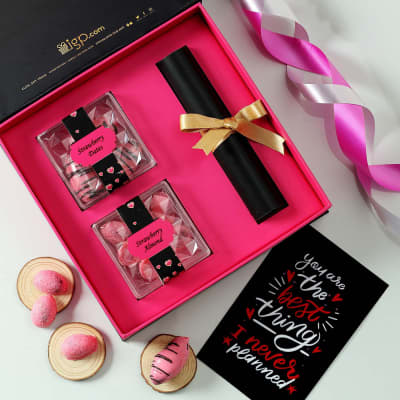 igp.com
Strawberry
Dates
Strawberry
Almond
You are
the
best
thing
I never
planned